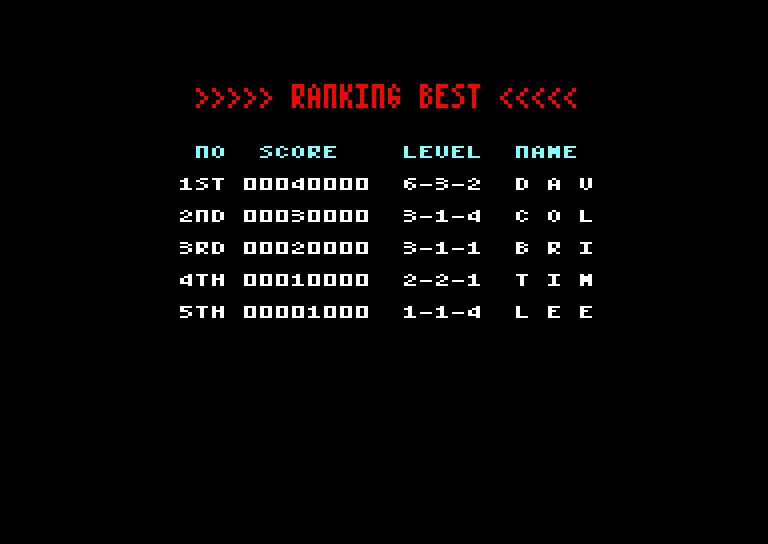 >>>>> RANKING BEST <<<<<
NO SCORE LEVEL NAME
1ST 00040000 6-3-2 D A V
2ND 00030000 3-1-4 C O L
3RD 00020000 3-1-1 B R I
4TH 00010000 2-2-1 T I M
5TH 00001000 1-1-4 L E E